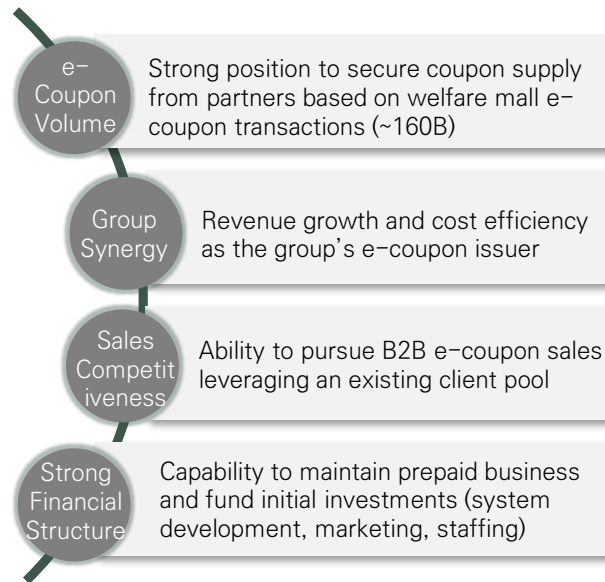 e-
Coupon
Volume
Strong position to secure coupon supply
from partners based on welfare mall e-
coupon transactions (~160B)
Group
Synergy
Revenue growth and cost efficiency
as the group's e-coupon issuer
Sales
Competit
iveness
Ability to pursue B2B e-coupon sales
leveraging an existing client pool
Strong
Financial
Structure
Capability to maintain prepaid business
and fund initial investments (system
development, marketing, staffing)